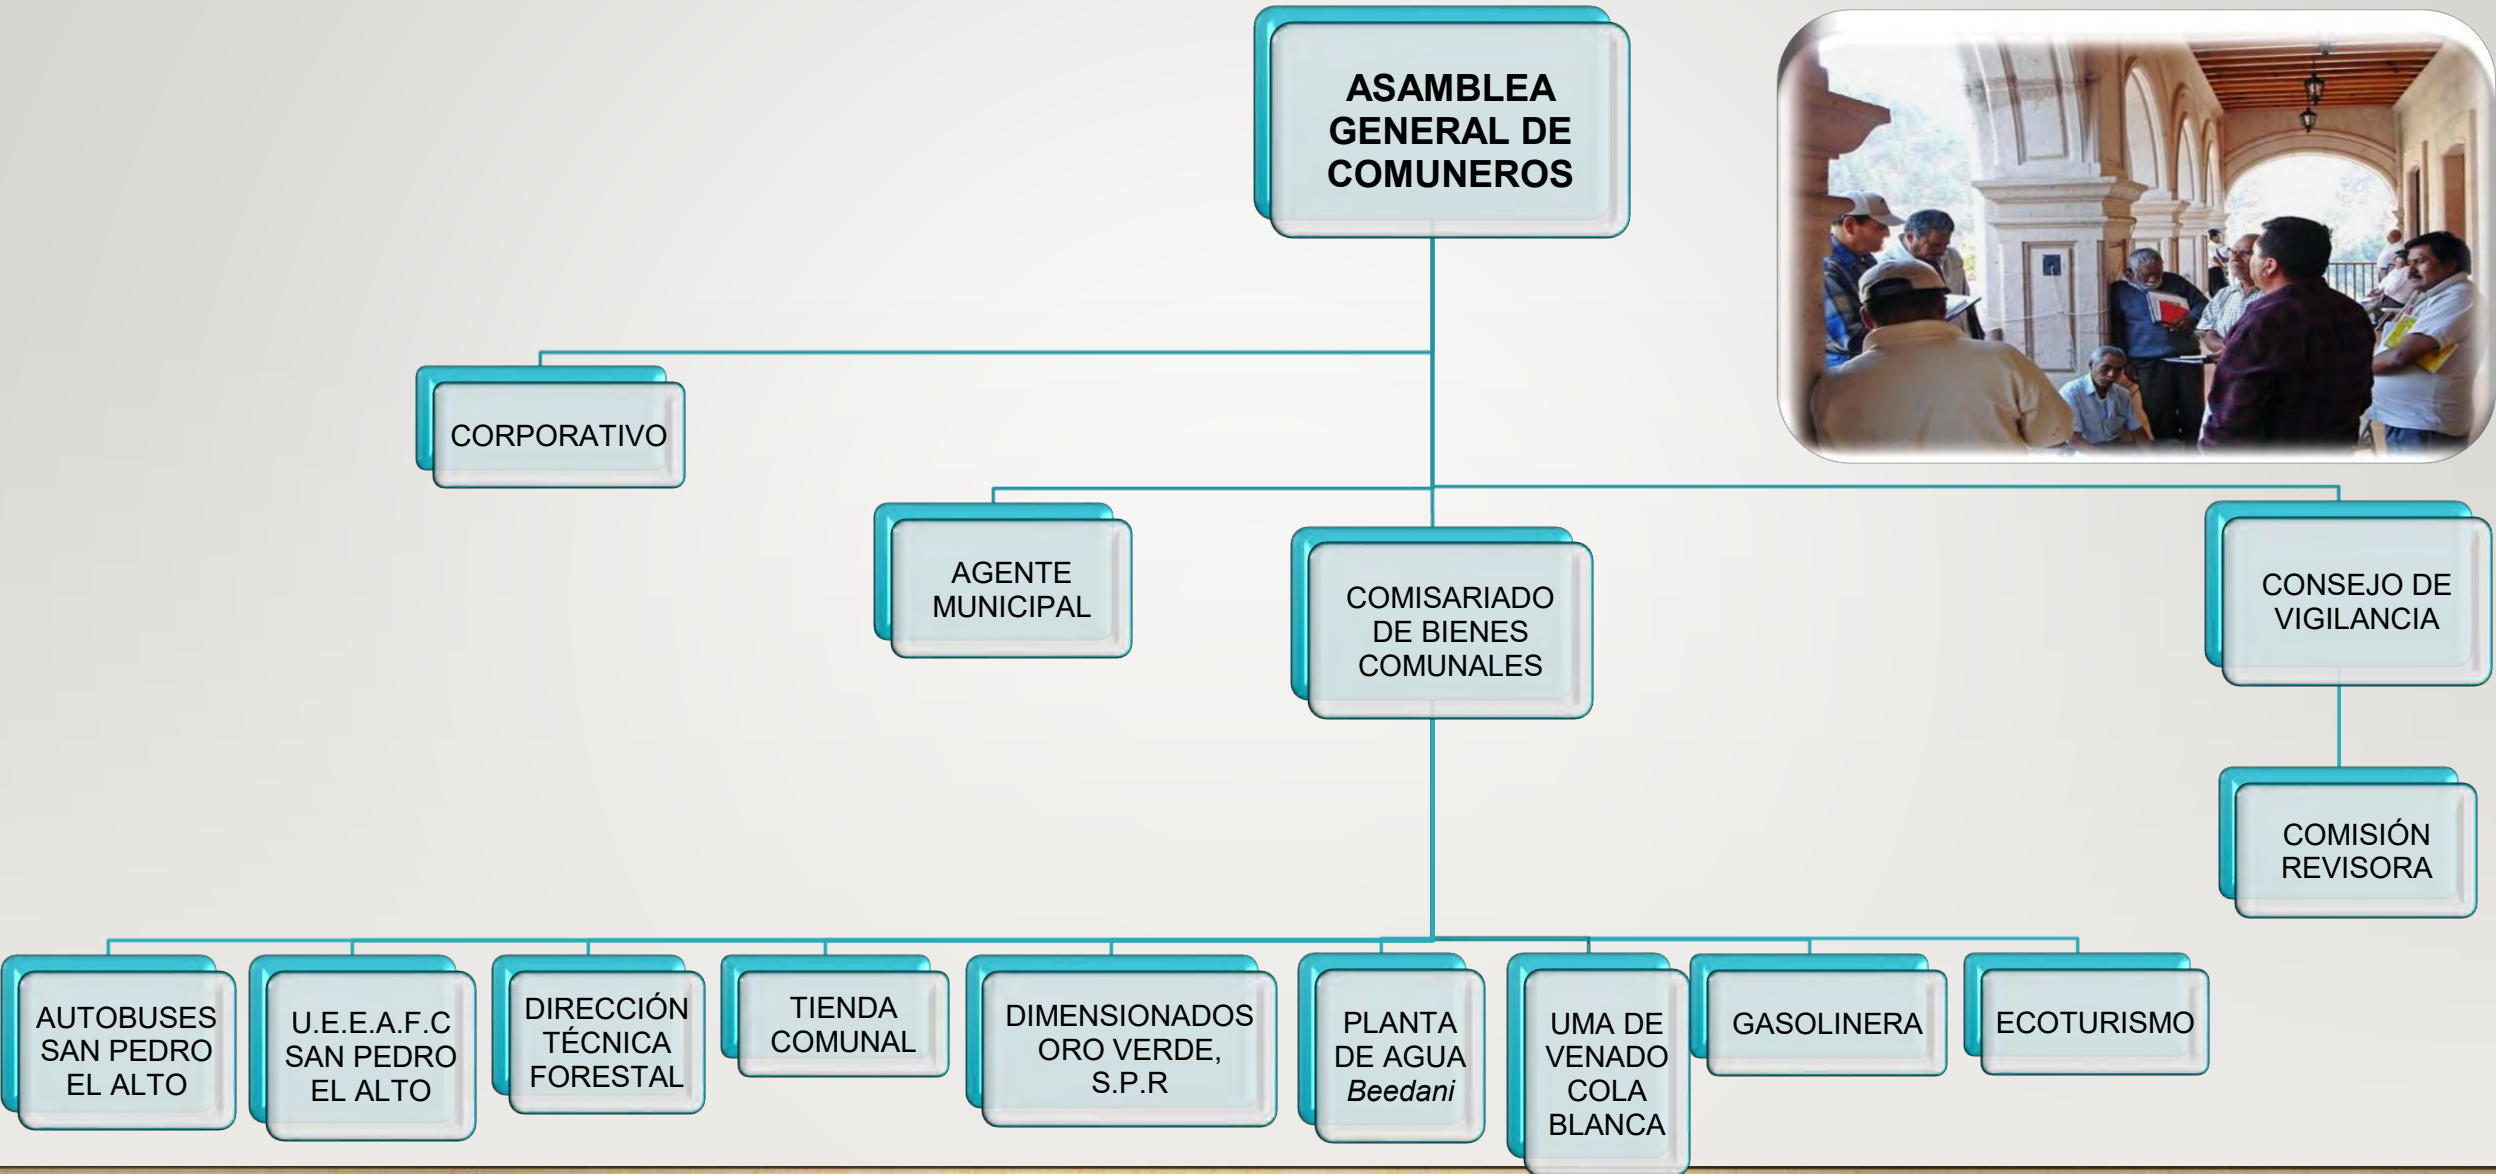 ASAMBLEA
GENERAL DE
COMUNEROS
CORPORATIVO
AGENTE
MUNICIPAL
COMISARIADO
DE BIENES
COMUNALES
CONSEJO DE
VIGILANCIA
COMISIÓN
REVISORA
AUTOBUSES
SAN PEDRO
EL ALTO
U.E.E.A.F.C
SAN PEDRO
EL ALTO
DIRECCIÓN
TÉCNICA
FORESTAL
TIENDA
COMUNAL
DIMENSIONADOS
ORO VERDE,
S.P.R
PLANTA
DE AGUA
Beedani
UMA DE
VENADO
COLA
BLANCA
GASOLINERA
ECOTURISMO